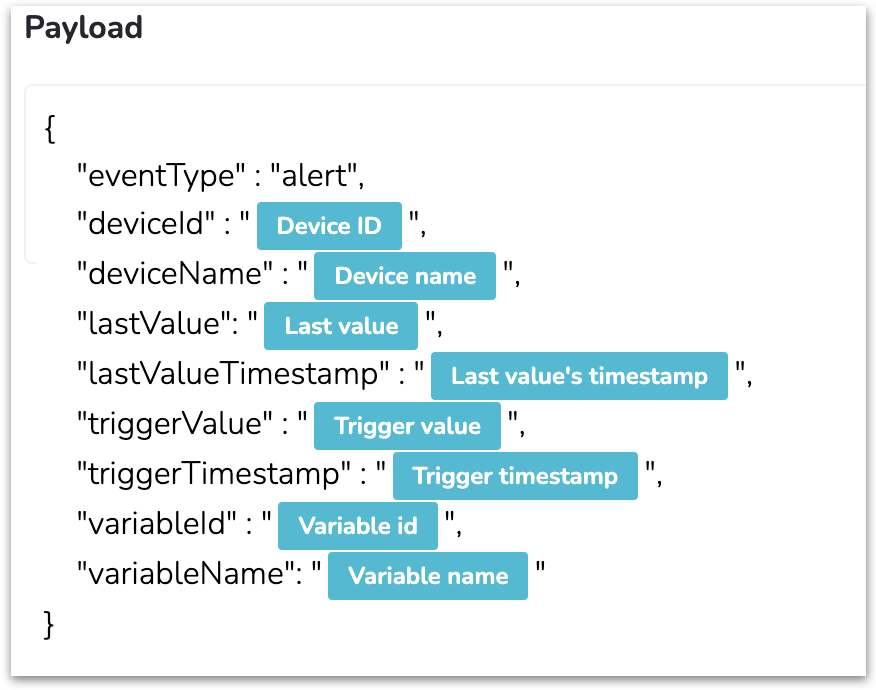 Payload
{
"eventType" : "alert",
"deviceId" : " Device ID ",
"deviceName" : " Device name ",
"lastValue": " Last value ",
"lastValueTimestamp" : " Last value's timestamp ",
"triggerValue" : " Trigger value ",
"triggerTimestamp" : " Trigger timestamp ",
"variableId" : " Variable id ",
"variableName": " Variable name "
}